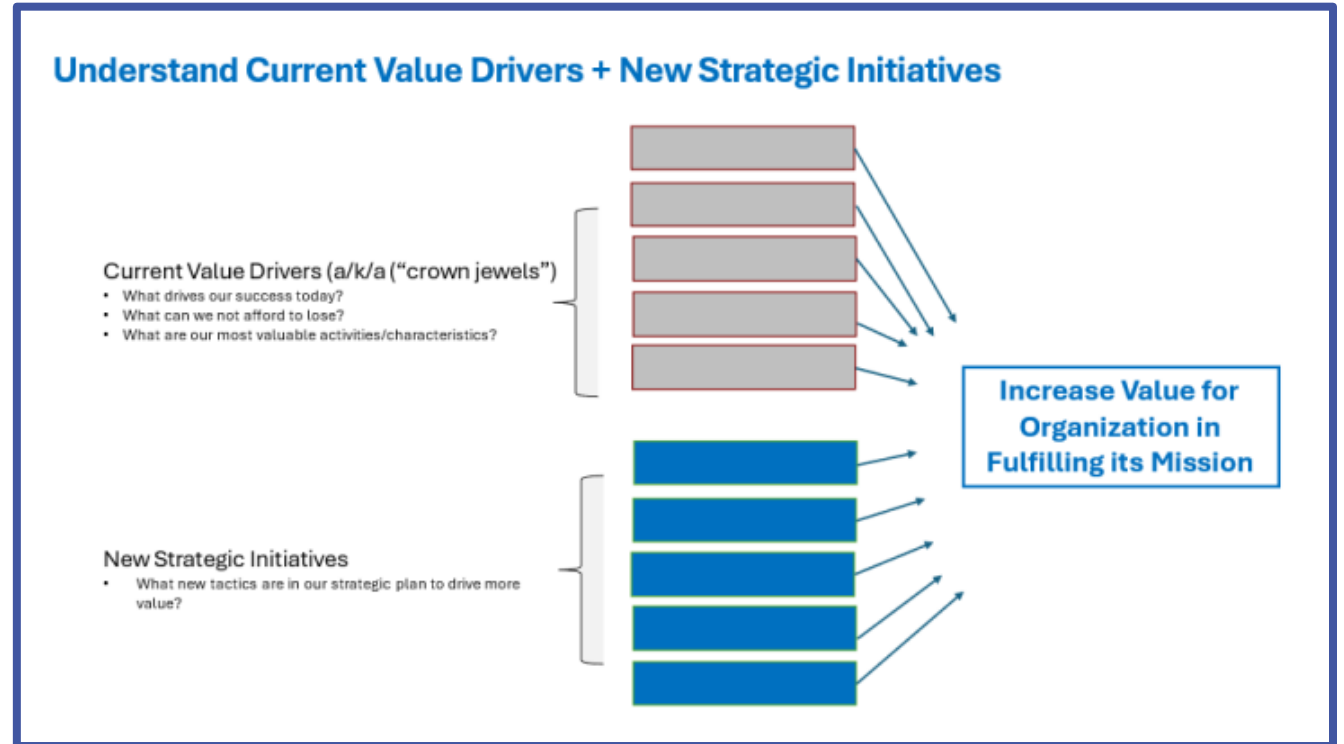 Understand Current Value Drivers + New Strategic Initiatives
Current Value Drivers (a/k/a (“crown jewels”)
• What drives our success today?
• What can we not afford to lose?
• What are our most valuable activities/characteristics?
New Strategic Initiatives
• What new tactics are in our strategic plan to drive more
value?
Increase Value for
Organization in
Fulfilling its Mission